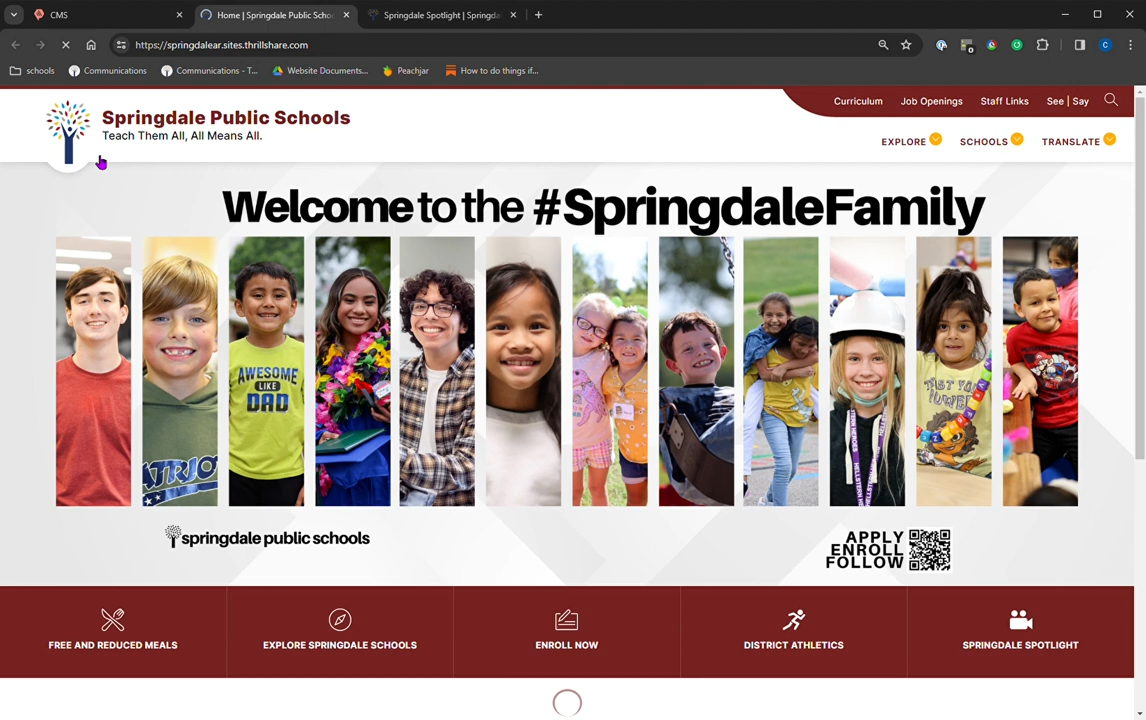 CMS
Home | Springdale Public Schoo
Springdale Spotlight | Springda
https://springdalear.sites.thrillshare.com
C
schools
Communications
Communications - T...
Website Documents...
Peachjar
How to do things if...
Springdale Public Schools
Teach Them All, All Means All.
Curriculum
Job Openings
Staff Links
See | Say
EXPLORE
SCHOOLS
TRANSLATE
Welcome to the #SpringdaleFamily
AWESOME
LIKE
DAD
springdale public schools
APPLY
ENROLL
FOLLOW
FREE AND REDUCED MEALS
EXPLORE SPRINGDALE SCHOOLS
ENROLL NOW
DISTRICT ATHLETICS
SPRINGDALE SPOTLIGHT